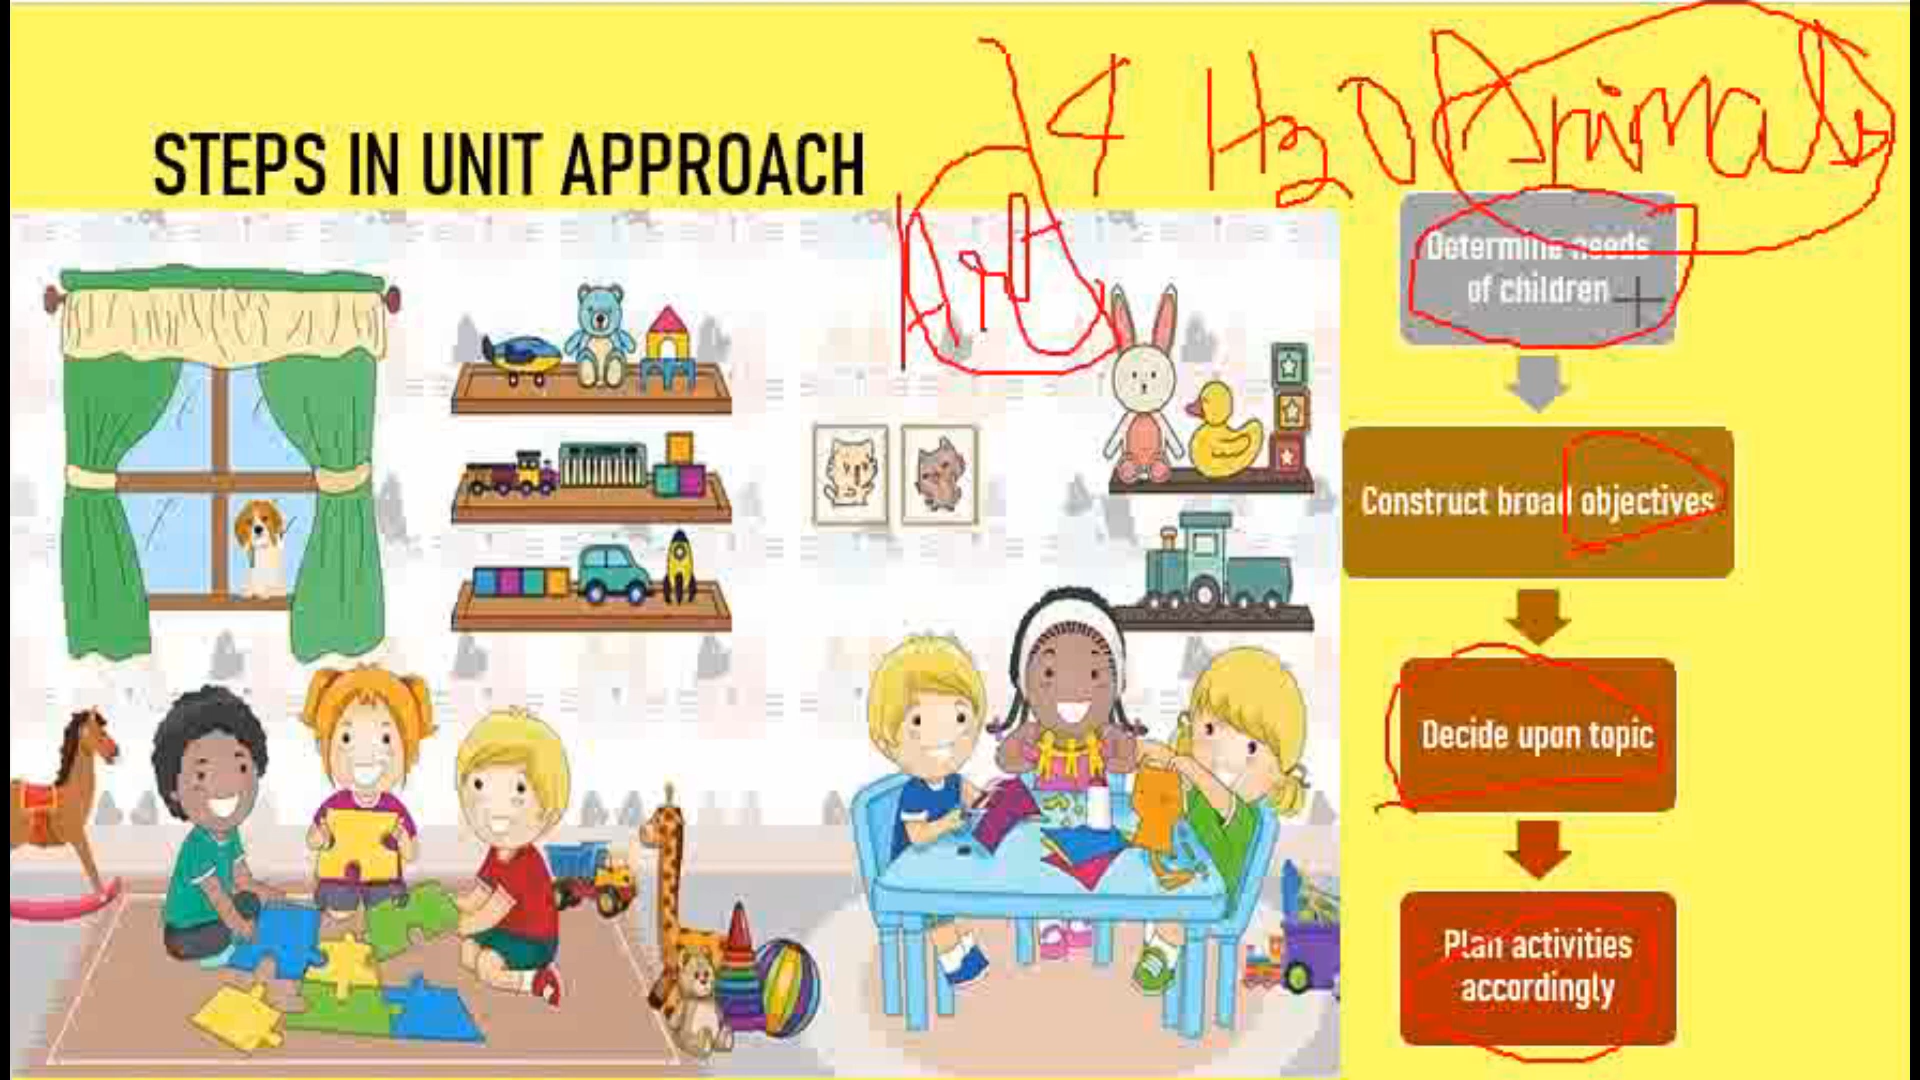 STEPS IN UNIT APPROACH
H2O Animals
Determine needs
of children
Construct broad objectives
Decide upon topic
Plan activities
accordingly